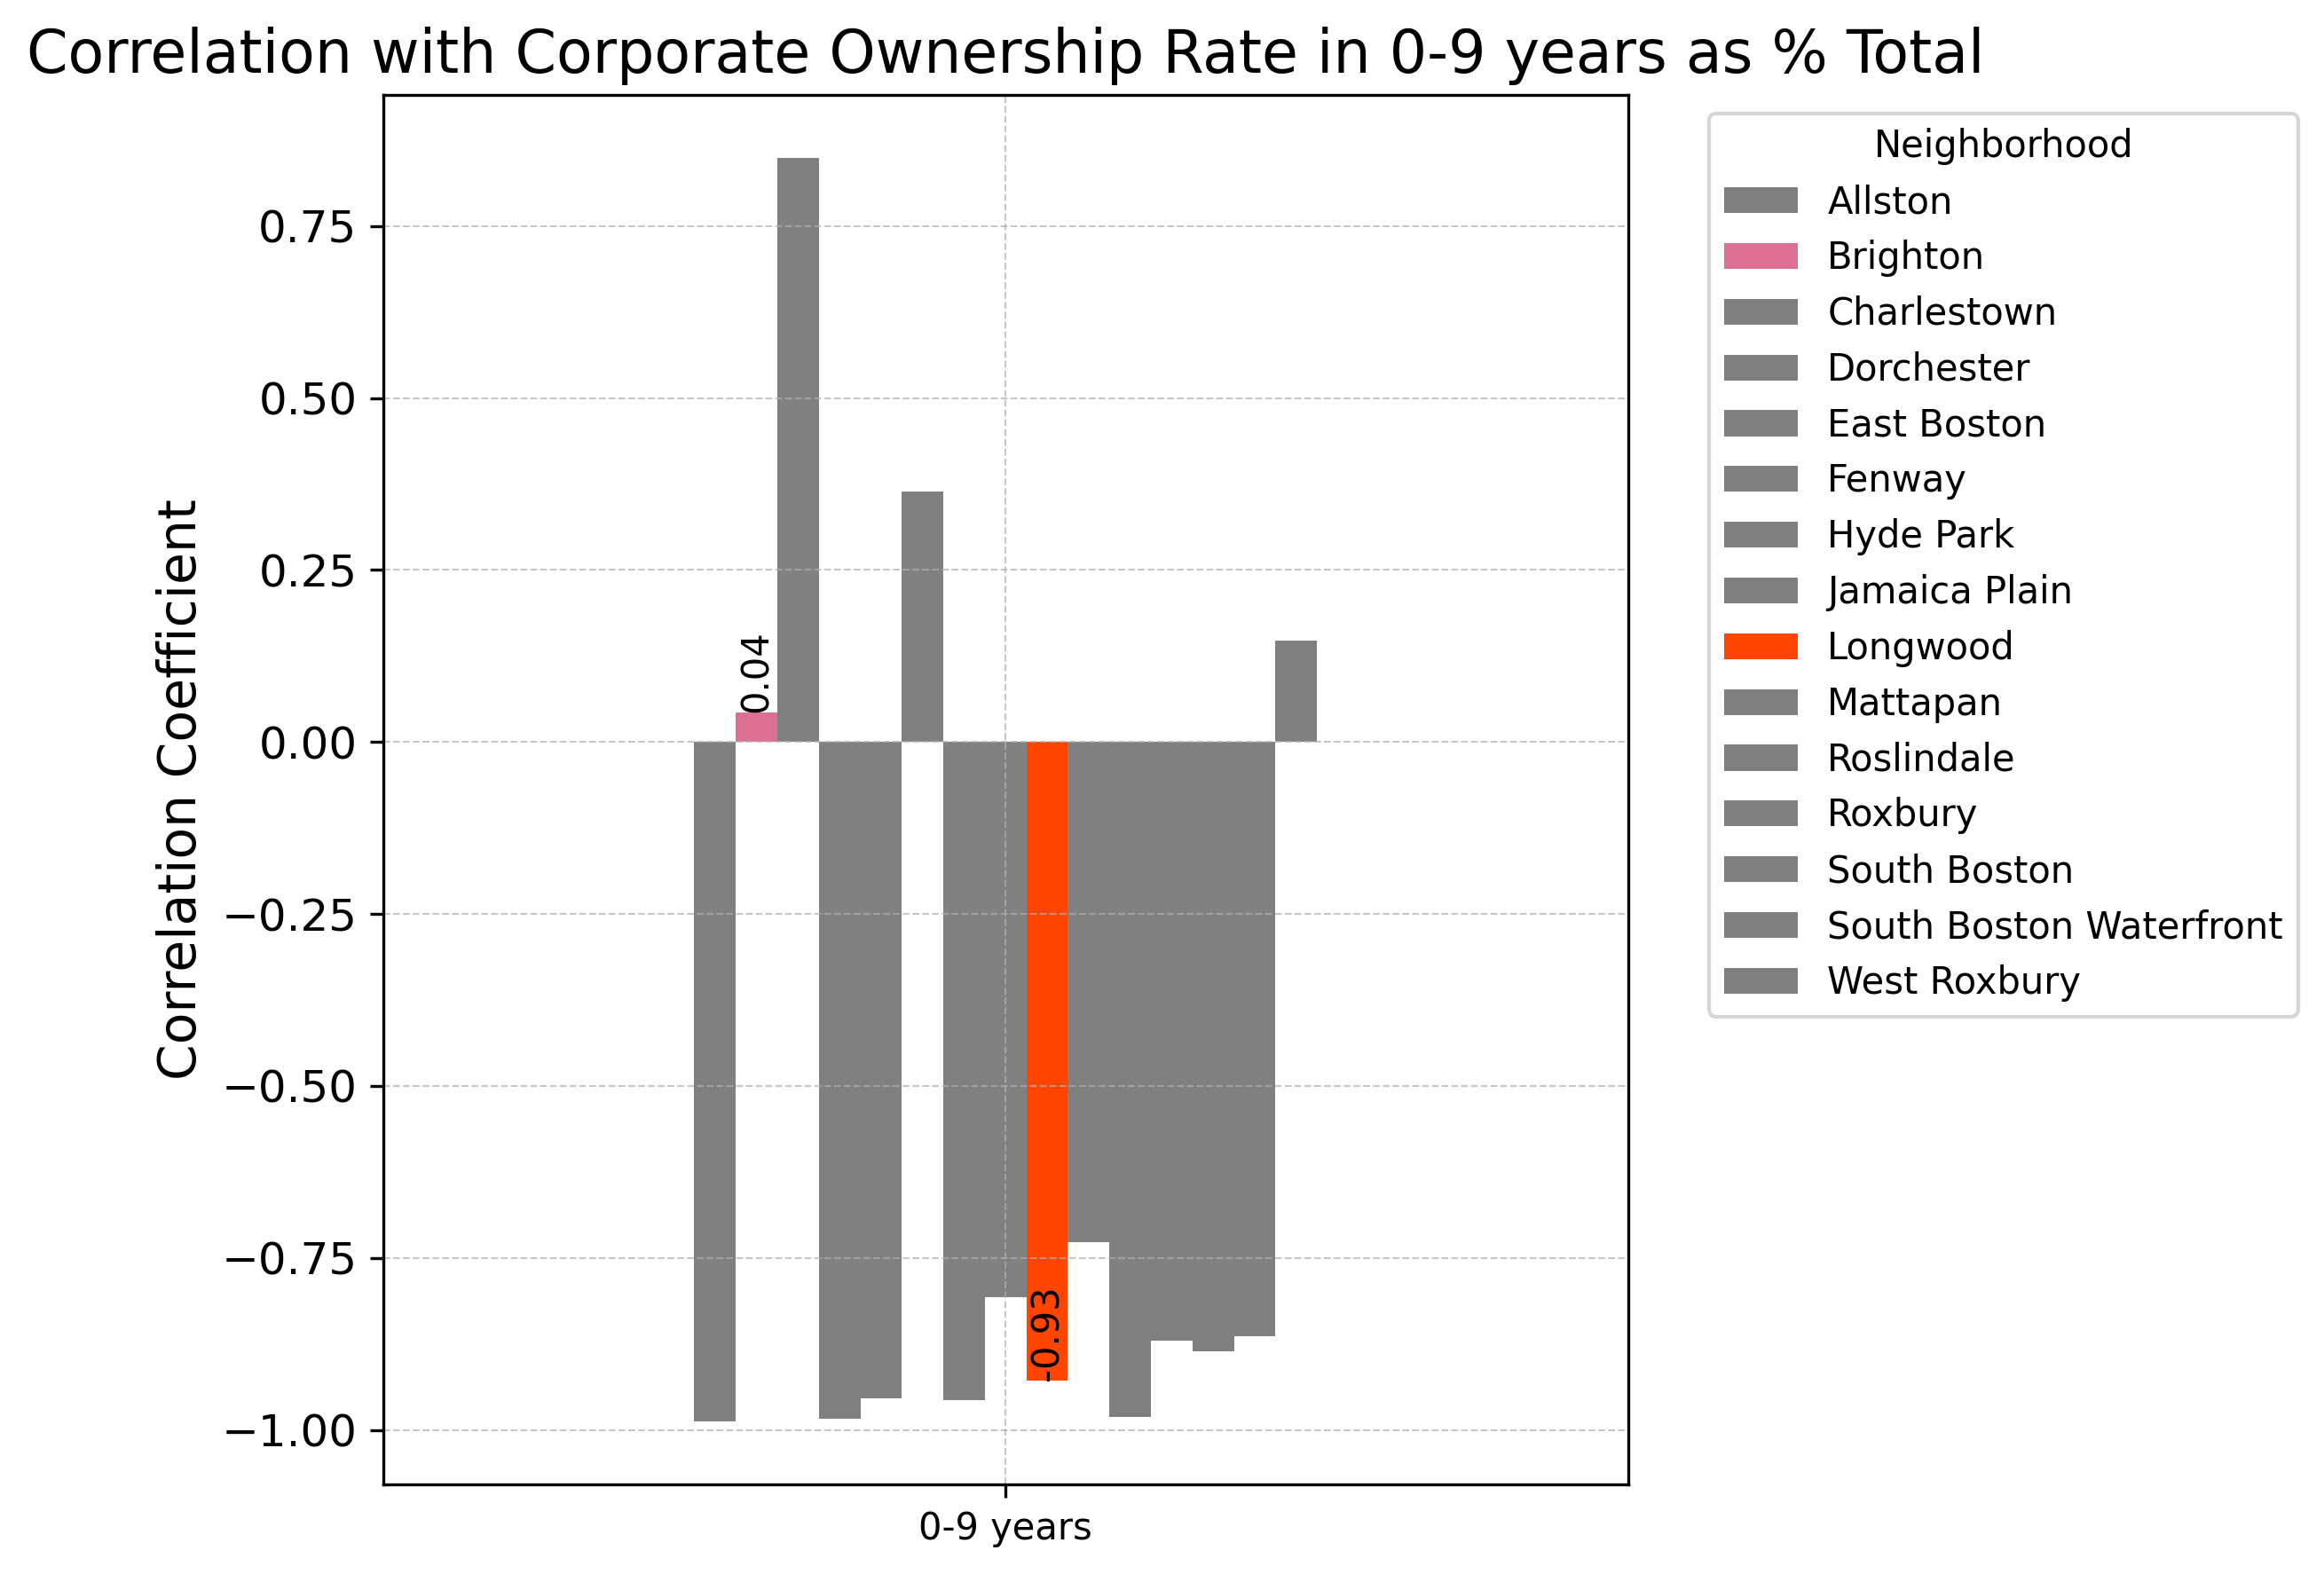 Correlation with Corporate Ownership Rate in 0-9 years as % Total
Correlation Coefficient
0.75
0.50
0.25
0.00
−0.25
−0.50
−0.75
−1.00
0.04
-0.93
0-9 years
Neighborhood
Allston
Brighton
Charlestown
Dorchester
East Boston
Fenway
Hyde Park
Jamaica Plain
Longwood
Mattapan
Roslindale
Roxbury
South Boston
South Boston Waterfront
West Roxbury